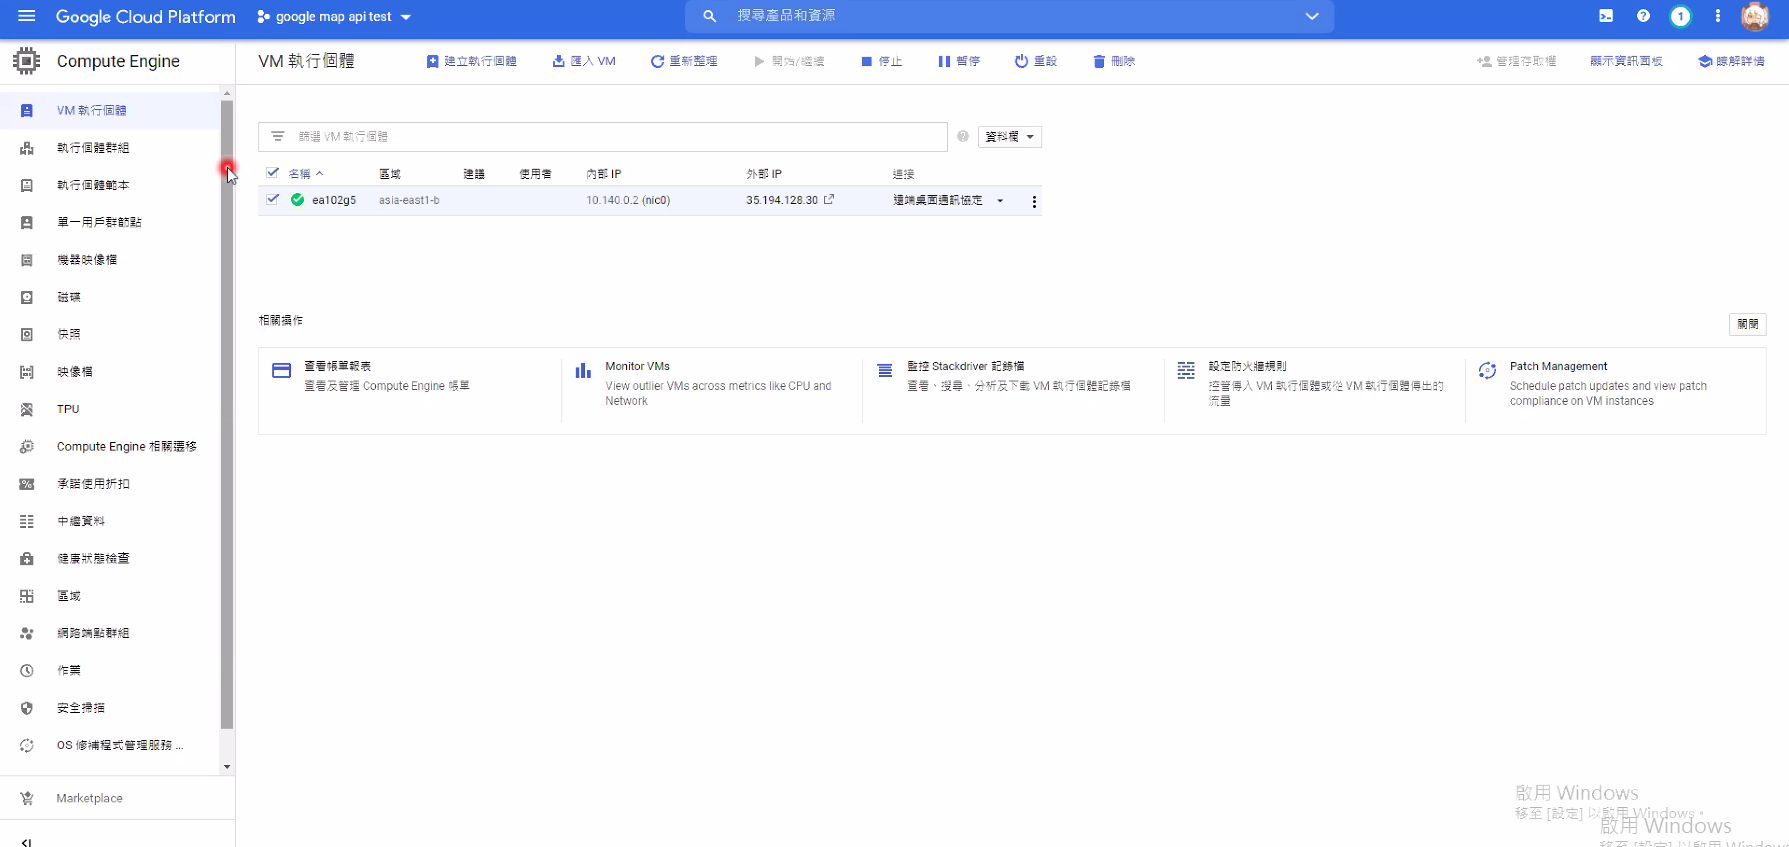 Google Cloud Platform
google map api test
搜尋產品和資源
1
Compute Engine
VM 執行個體
建立執行個體
匯入 VM
重新整理
開始/繼續
停止
暫停
重設
刪除
管理存取權
顯示資訊面板
瞭解詳情
VM 執行個體
執行個體群組
執行個體範本
單一用戶群節點
機器映像檔
磁碟
快照
映像檔
TPU
Compute Engine 相關遷移
承諾使用折扣
中繼資料
健康狀態檢查
區域
網路端點群組
作業
安全掃描
OS 修補程式管理服務 ...
Marketplace
篩選 VM 執行個體
資料欄
名稱
區域
建議
使用者
內部 IP
外部 IP
連接
ea102g5
asia-east1-b
10.140.0.2 (nic0)
35.194.128.30
遠端桌面通訊協定
相關操作
關閉
查看帳單報表
查看及管理 Compute Engine 帳單
Monitor VMs
View outlier VMs across metrics like CPU and
Network
監控 Stackdriver 記錄檔
查看、搜尋、分析及下載 VM 執行個體記錄檔
設定防火牆規則
控管傳入 VM 執行個體或從 VM 執行個體傳出的
流量
Patch Management
Schedule patch updates and view patch
compliance on VM instances
啟用 Windows
移至 [設定] 以啟用 Windows。
啟用 Windows
移至 [設定] 以啟用 Windows